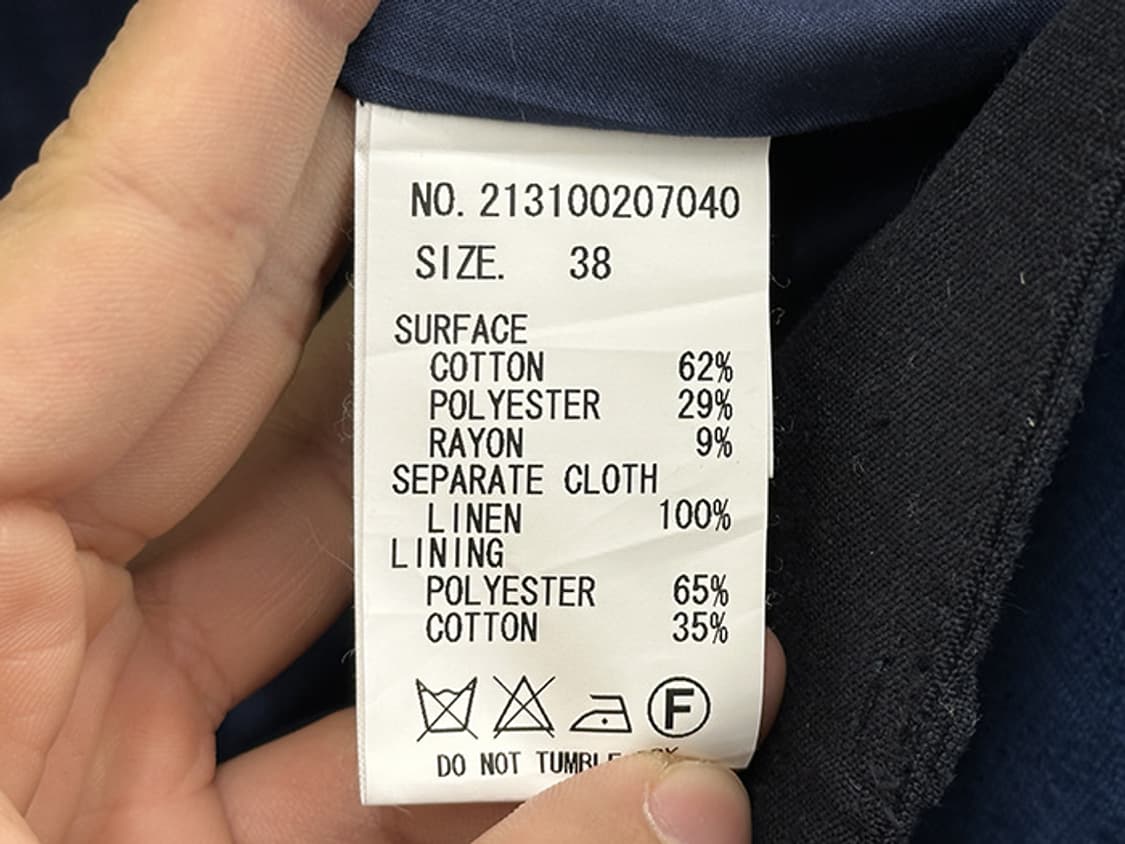 NO. 213100207040
SIZE. 38
SURFACE
COTTON 62%
POLYESTER 29%
RAYON 9%
SEPARATE CLOTH
LINEN 100%
LINING
POLYESTER 65%
COTTON 35%
F
DO NOT TUMBLE